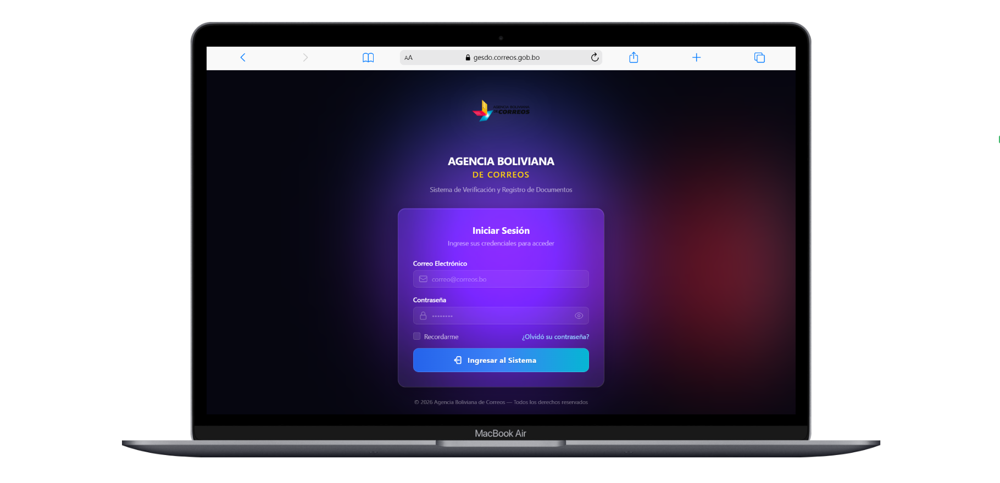 AA gesdo.correos.gob.bo
AGENCIA BOLIVIANA
DE CORREOS
AGENCIA BOLIVIANA
DE CORREOS
Sistema de Verificación y Registro de Documentos
Iniciar Sesión
Ingrese sus credenciales para acceder
Correo Electrónico
correo@correos.bo
Contraseña
••••••••
Recordarme ¿Olvidó su contraseña?
Ingresar al Sistema
© 2026 Agencia Boliviana de Correos — Todos los derechos reservados
MacBook Air